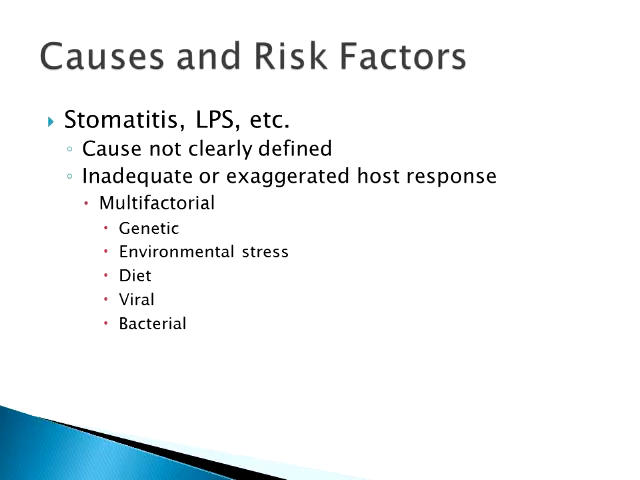 Causes and Risk Factors
Stomatitis, LPS, etc.
Cause not clearly defined
Inadequate or exaggerated host response
Multifactorial
Genetic
Environmental stress
Diet
Viral
Bacterial